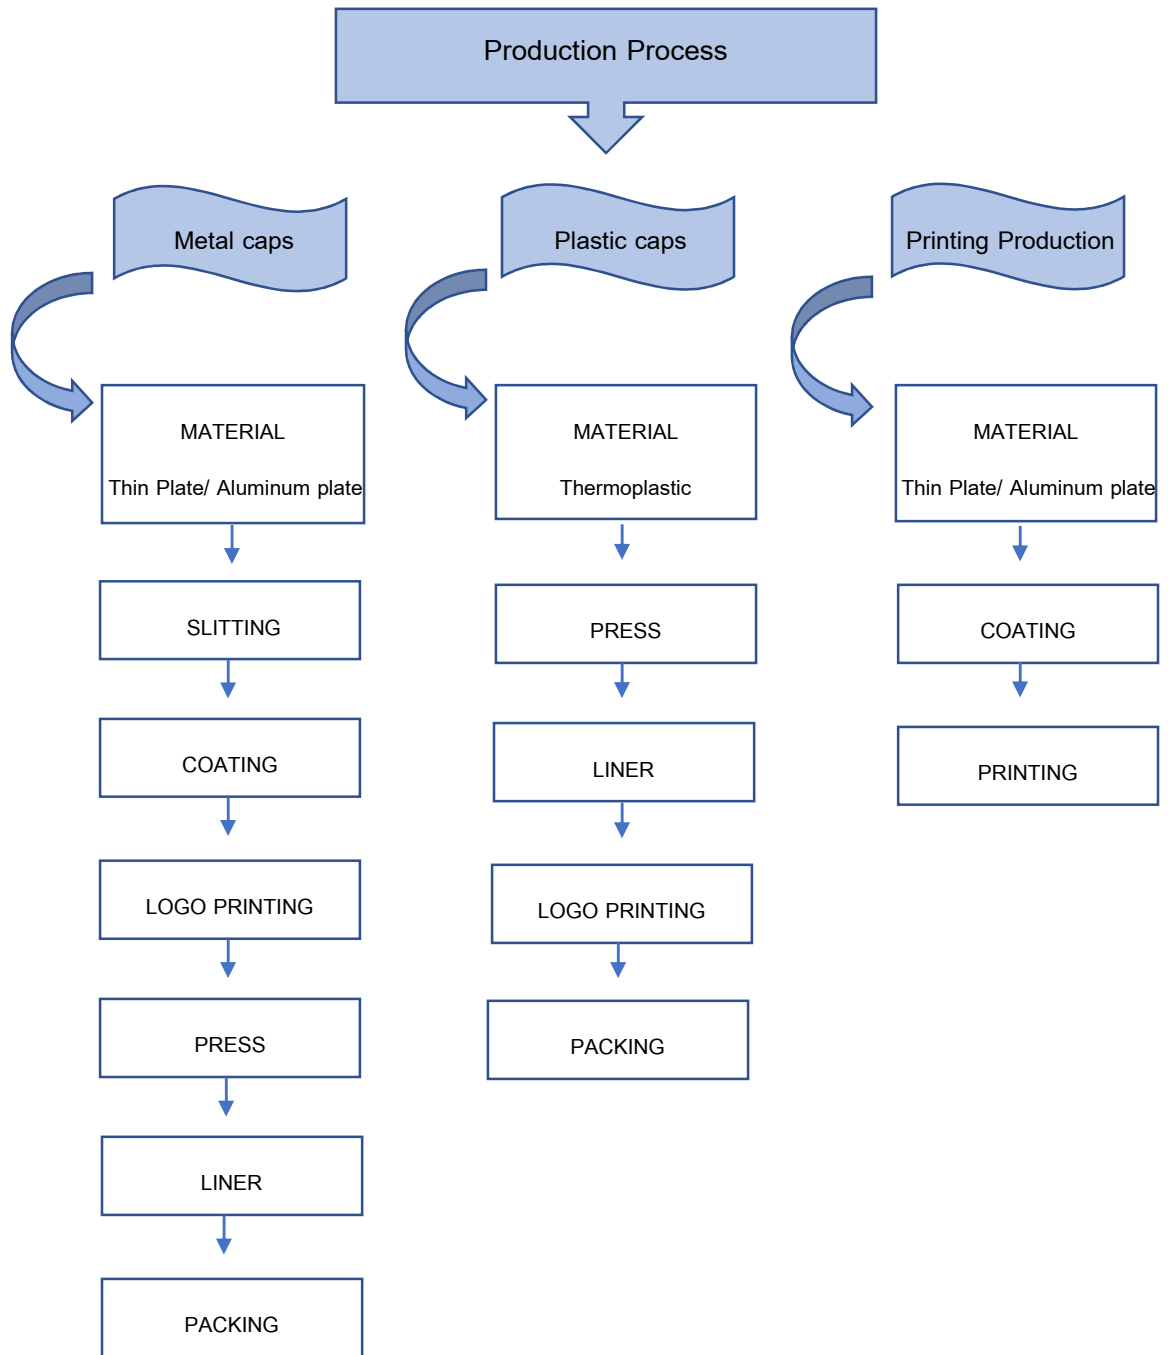 Production Process
Metal caps
Plastic caps
Printing Production
MATERIAL
Thin Plate/ Aluminum plate
SLITTING
COATING
LOGO PRINTING
PRESS
LINER
PACKING
MATERIAL
Thermoplastic
PRESS
LINER
LOGO PRINTING
PACKING
MATERIAL
Thin Plate/ Aluminum plate
COATING
PRINTING